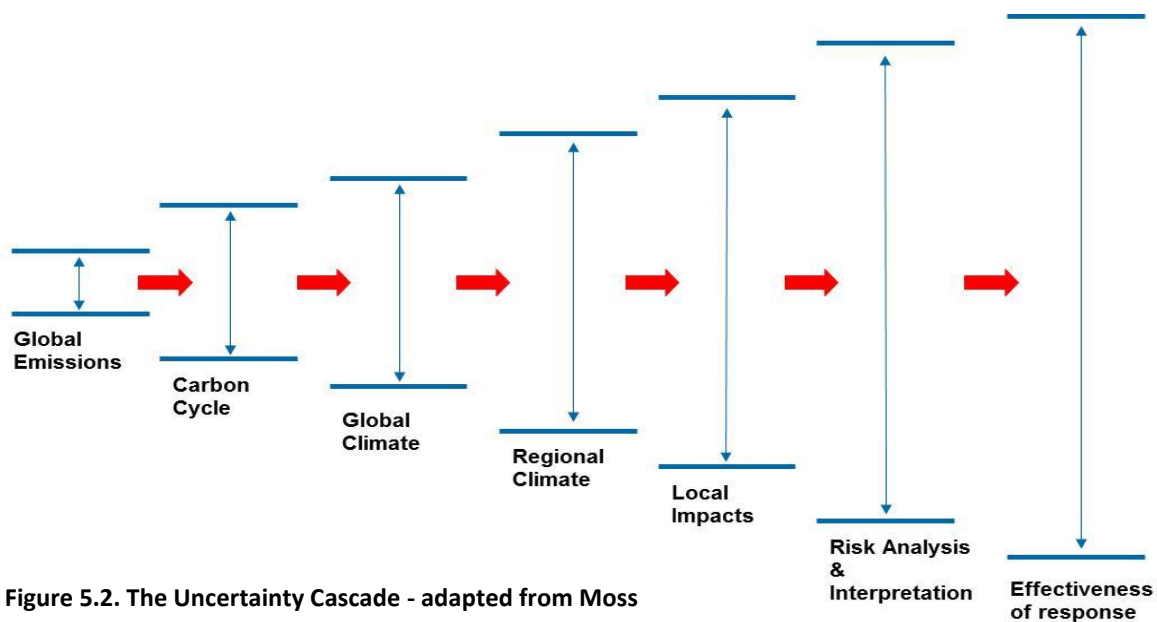 Global
Emissions
Carbon
Cycle
Global
Climate
Regional
Climate
Local
Impacts
Risk Analysis
&
Interpretation
Effectiveness
of response
Figure 5.2. The Uncertainty Cascade - adapted from Moss